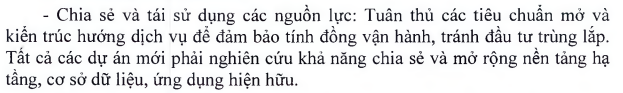 - Chia sẻ và tái sử dụng các nguồn lực: Tuân thủ các tiêu chuẩn mở và
kiến trúc hướng dịch vụ để đảm bảo tính đồng vận hành, tránh đầu tư trùng lắp.
Tất cả các dự án mới phải nghiên cứu khả năng chia sẻ và mở rộng nền tảng hạ
tầng, cơ sở dữ liệu, ứng dụng hiện hữu.